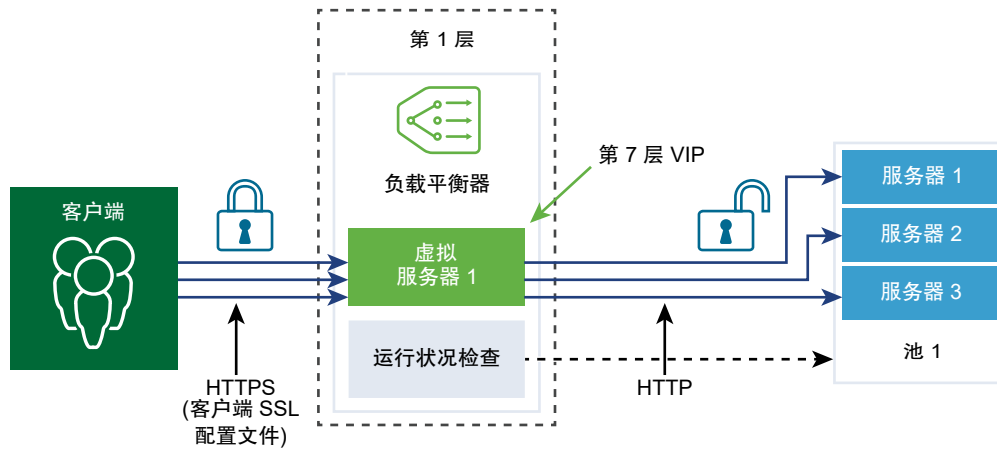 第 1 层
负载平衡器
第 7 层 VIP
客户端
虚拟
服务器 1
运行状况检查
HTTPS
(客户端 SSL
配置文件)
HTTP
服务器 1
服务器 2
服务器 3
池 1